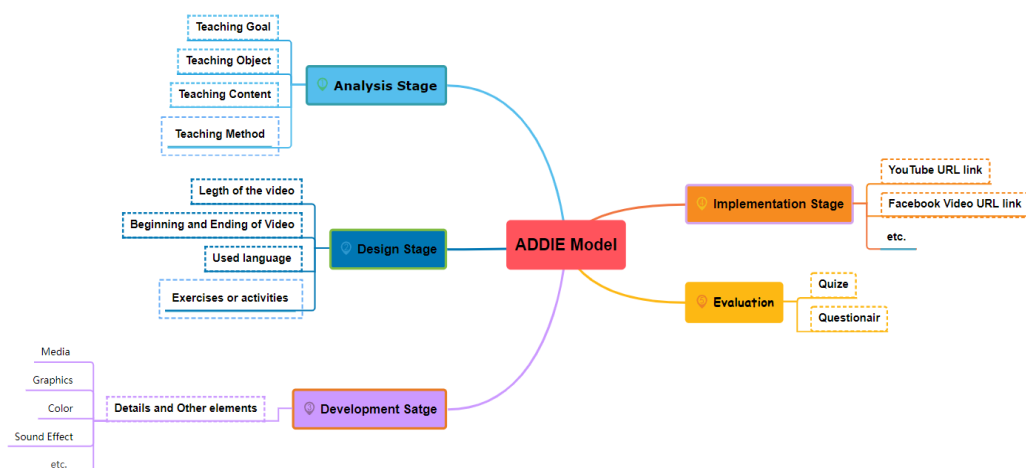 ADDIE Model
Analysis Stage
Teaching Goal
Teaching Object
Teaching Content
Teaching Method
Design Stage
Legth of the video
Beginning and Ending of Video
Used language
Exercises or activities
Development Satge
Details and Other elements
Media
Graphics
Color
Sound Effect
etc.
Implementation Stage
YouTube URL link
Facebook Video URL link
etc.
Evaluation
Quize
Questionair